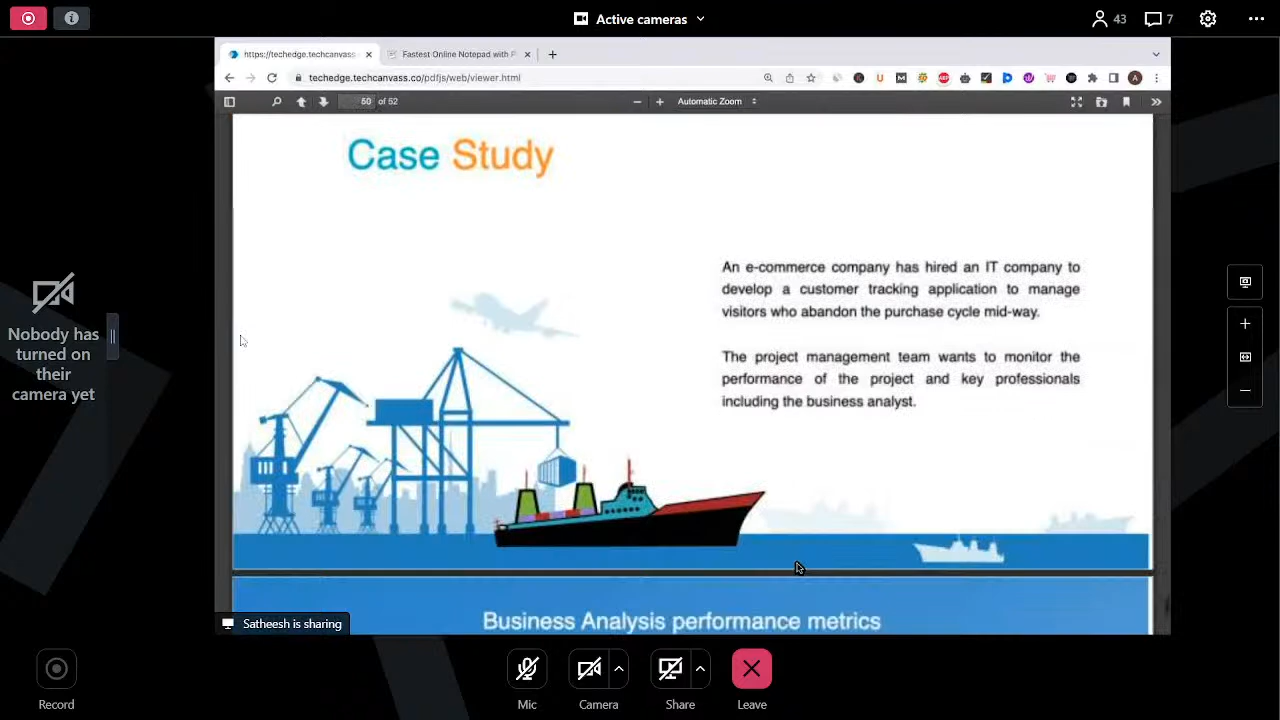 Active cameras
43
7
https://techedge.techcanvass
Fastest Online Notepad with P
techedge.techcanvass.co/pdfjs/web/viewer.html
50 of 52
Automatic Zoom
Case Study
An e-commerce company has hired an IT company to
develop a customer tracking application to manage
visitors who abandon the purchase cycle mid-way.
The project management team wants to monitor the
performance of the project and key professionals
including the business analyst.
Nobody has
turned on
their
camera yet
Business Analysis performance metrics
Satheesh is sharing
Record
Mic
Camera
Share
Leave